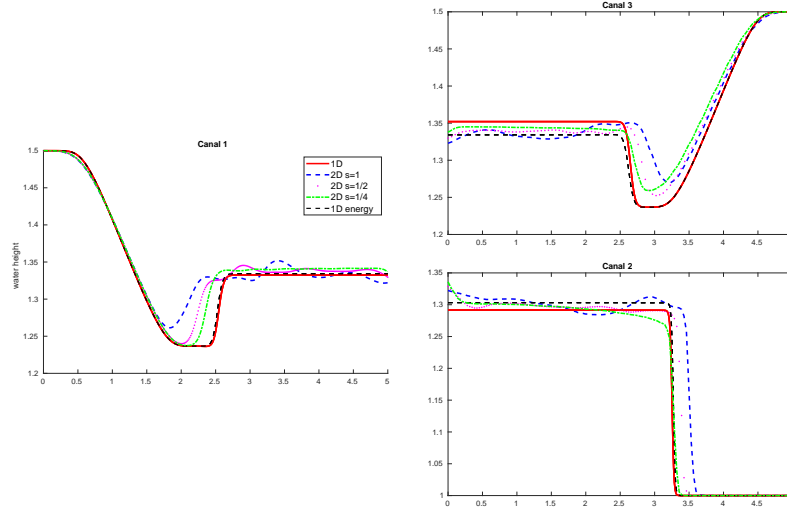 Canal 3
1.5
1.45
1.4
1.35
1.3
1.25
1.2
0 0.5 1 1.5 2 2.5 3 3.5 4 4.5
Canal 1
1.5
1.45
1.4
1.35
1.3
1.25
1.2
water height
0 0.5 1 1.5 2 2.5 3 3.5 4 4.5 5
1D
2D s=1
2D s=1/2
2D s=1/4
1D energy
Canal 2
1.35
1.3
1.25
1.2
1.15
1.1
1.05
1
0 0.5 1 1.5 2 2.5 3 3.5 4 4.5